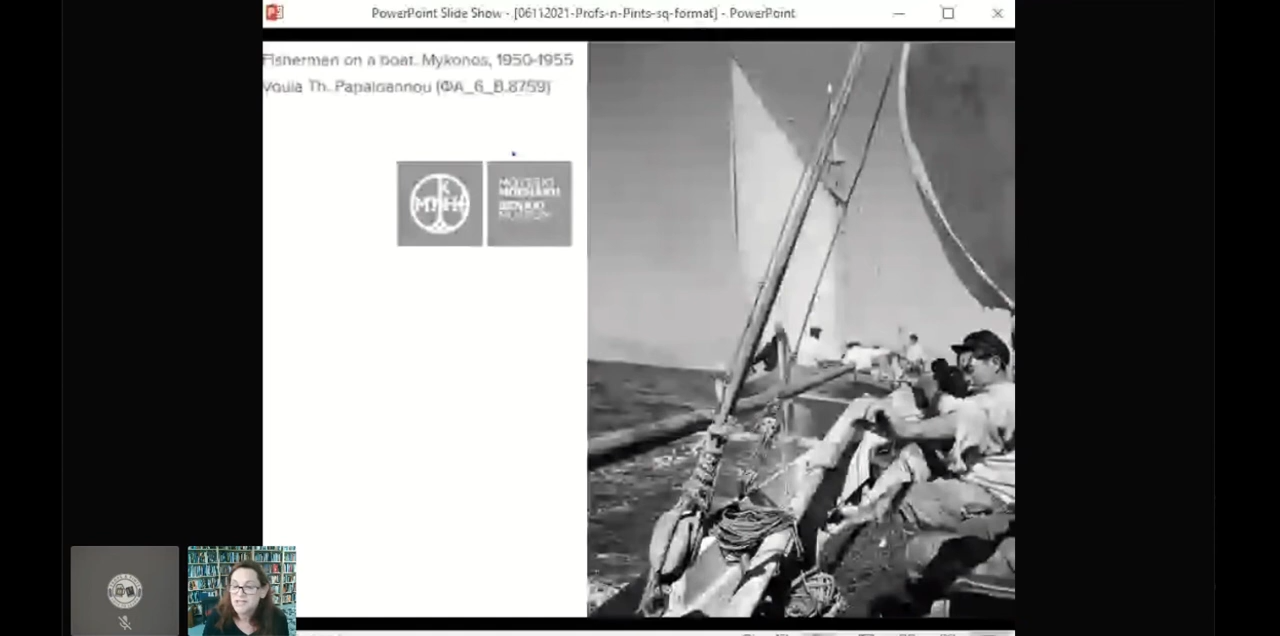 PowerPoint Slide Show - [06112021-Profs-n-Pints-sq-format] - PowerPoint
Fishermen on a boat. Mykonos, 1950-1955
Voula Th. Papaioannou (ΦA_6_B.8759)